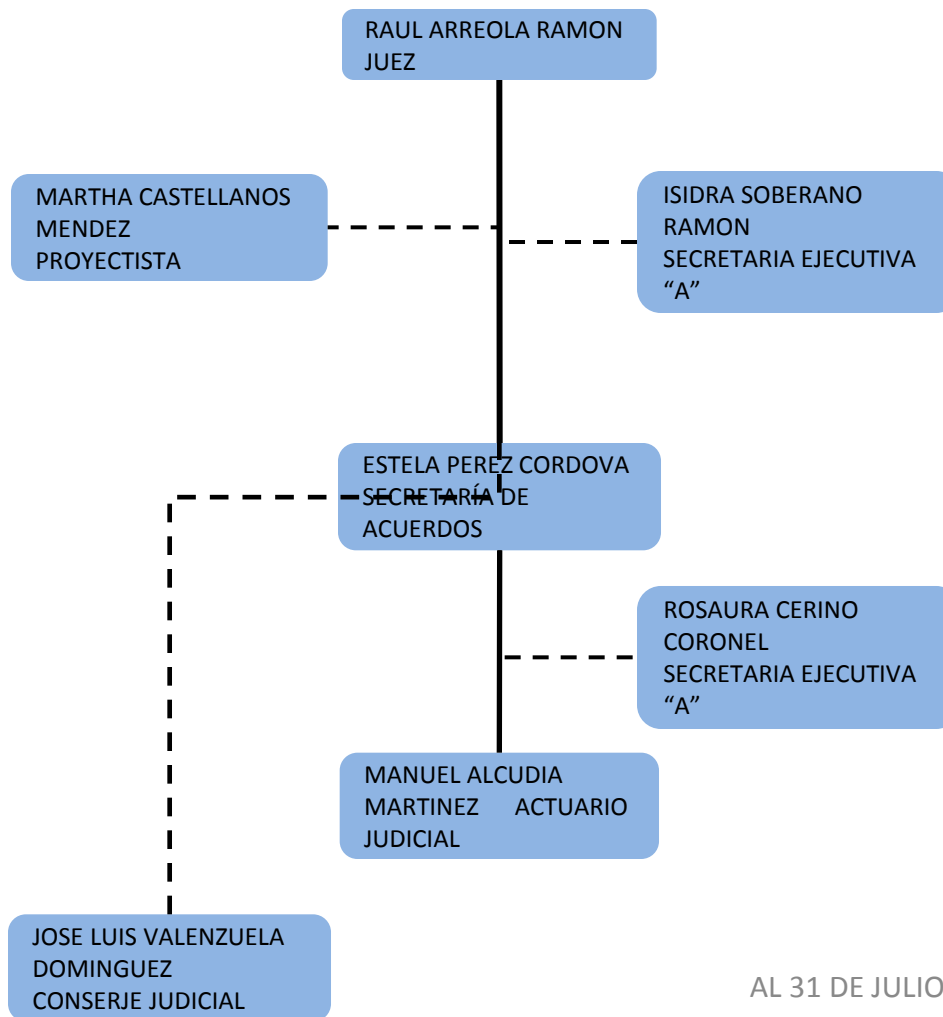 RAUL ARREOLA RAMON
JUEZ
MARTHA CASTELLANOS
MENDEZ
PROYECTISTA
ISIDRA SOBERANO
RAMON
SECRETARIA EJECUTIVA
“A”
ESTELA PEREZ CORDOVA
SECRETARÍA DE
ACUERDOS
ROSAURA CERINO
CORONEL
SECRETARIA EJECUTIVA
“A”
MANUEL ALCUDIA
MARTINEZ ACTUARIO
JUDICIAL
JOSE LUIS VALENZUELA
DOMINGUEZ
CONSERJE JUDICIAL
AL 31 DE JULIO